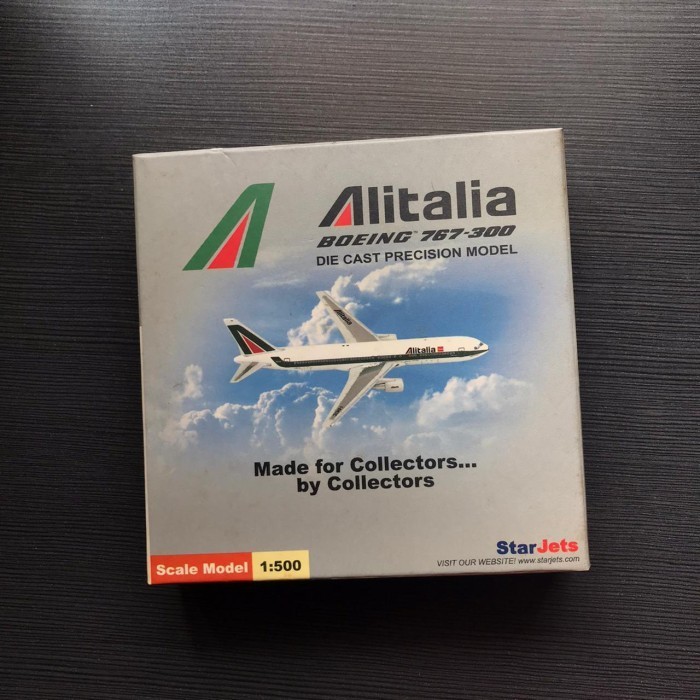 Alitalia
BOEING® 767-300
DIE CAST PRECISION MODEL
Alitalia
Made for Collectors...
by Collectors
Scale Model 1:500
StarJets
VISIT OUR WEBSITE! www.starjets.com